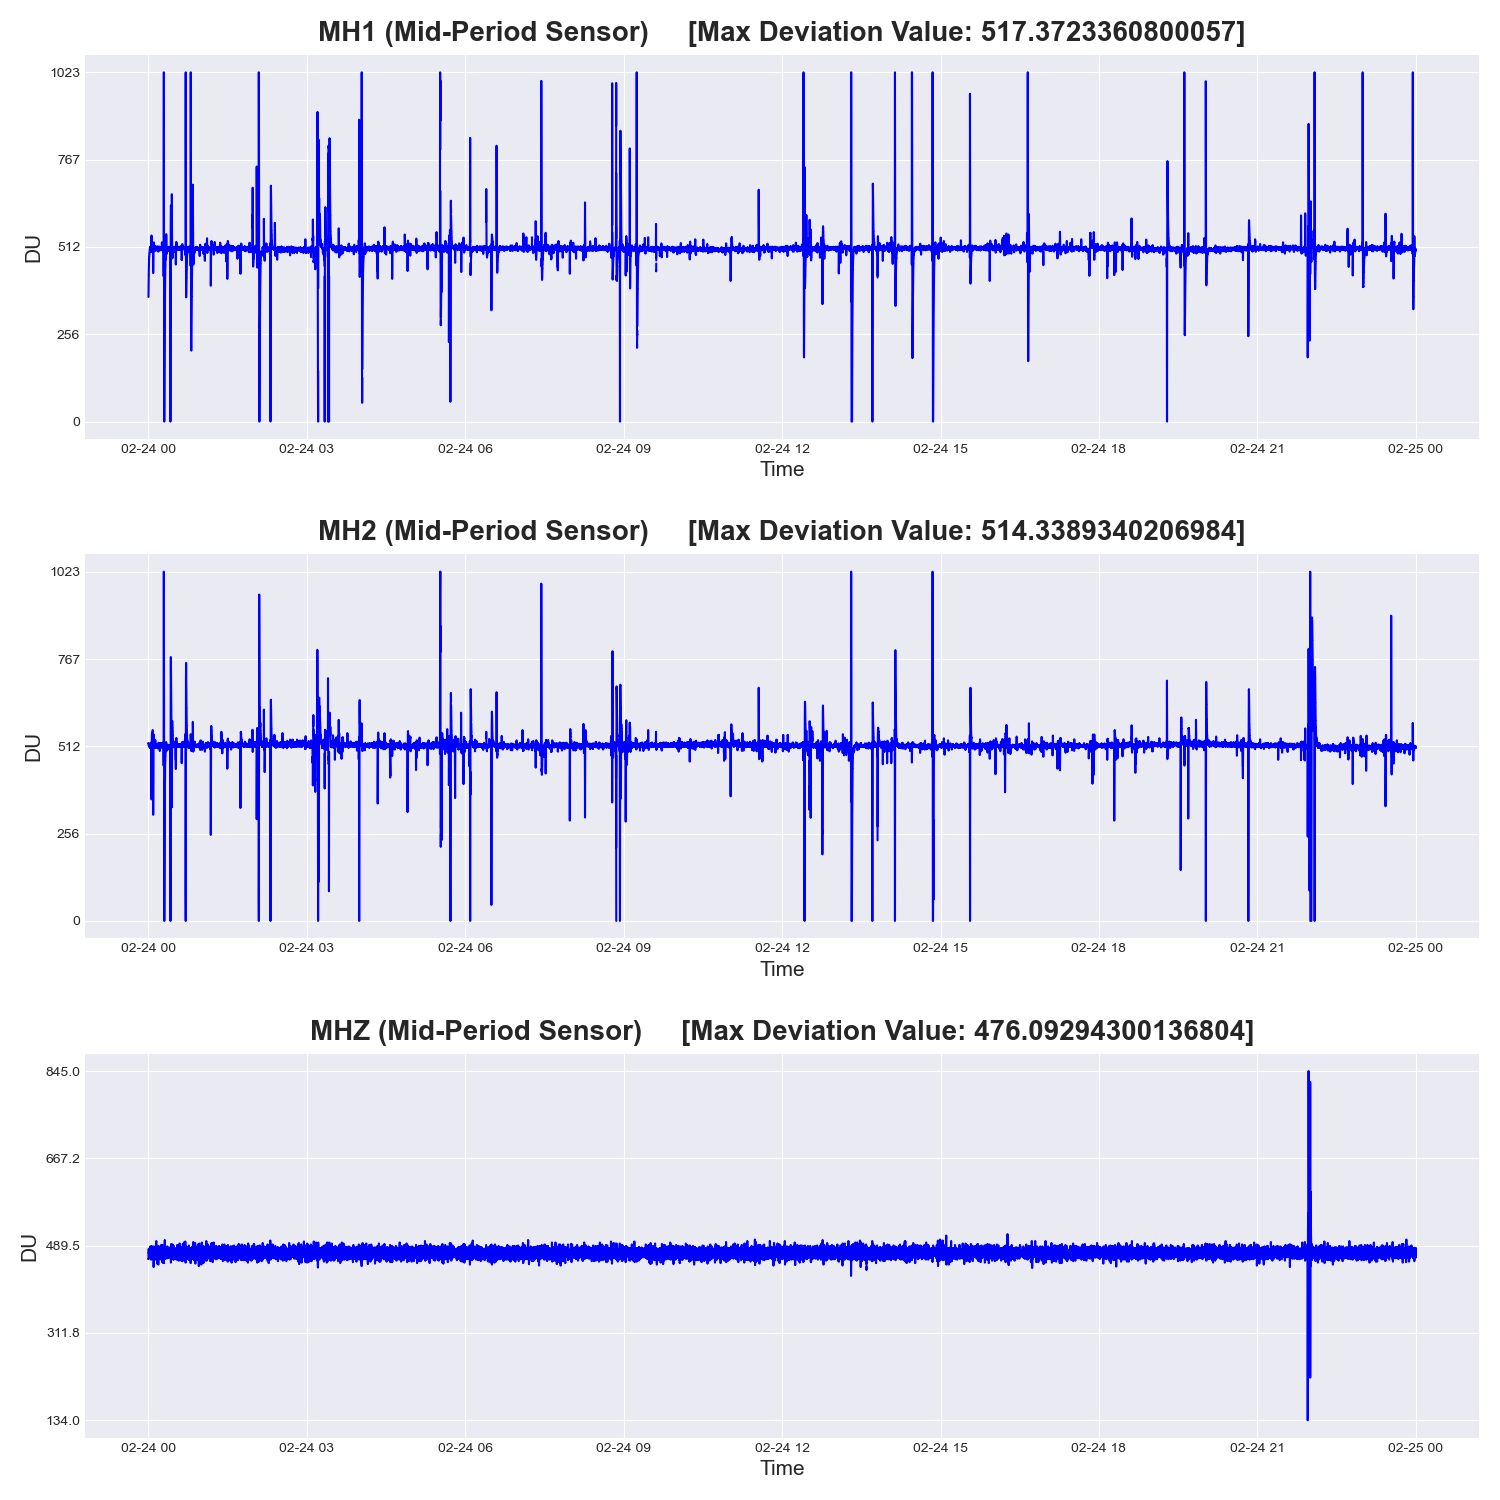 MH1 (Mid-Period Sensor) [Max Deviation Value: 517.3723360800057]
1023
767
512
256
0
DU
02-24 00 02-24 03 02-24 06 02-24 09 02-24 12 02-24 15 02-24 18 02-24 21 02-25 00
Time
MH2 (Mid-Period Sensor) [Max Deviation Value: 514.3389340206984]
1023
767
512
256
0
DU
02-24 00 02-24 03 02-24 06 02-24 09 02-24 12 02-24 15 02-24 18 02-24 21 02-25 00
Time
MHZ (Mid-Period Sensor) [Max Deviation Value: 476.09294300136804]
845.0
667.2
489.5
311.8
134.0
DU
02-24 00 02-24 03 02-24 06 02-24 09 02-24 12 02-24 15 02-24 18 02-24 21 02-25 00
Time